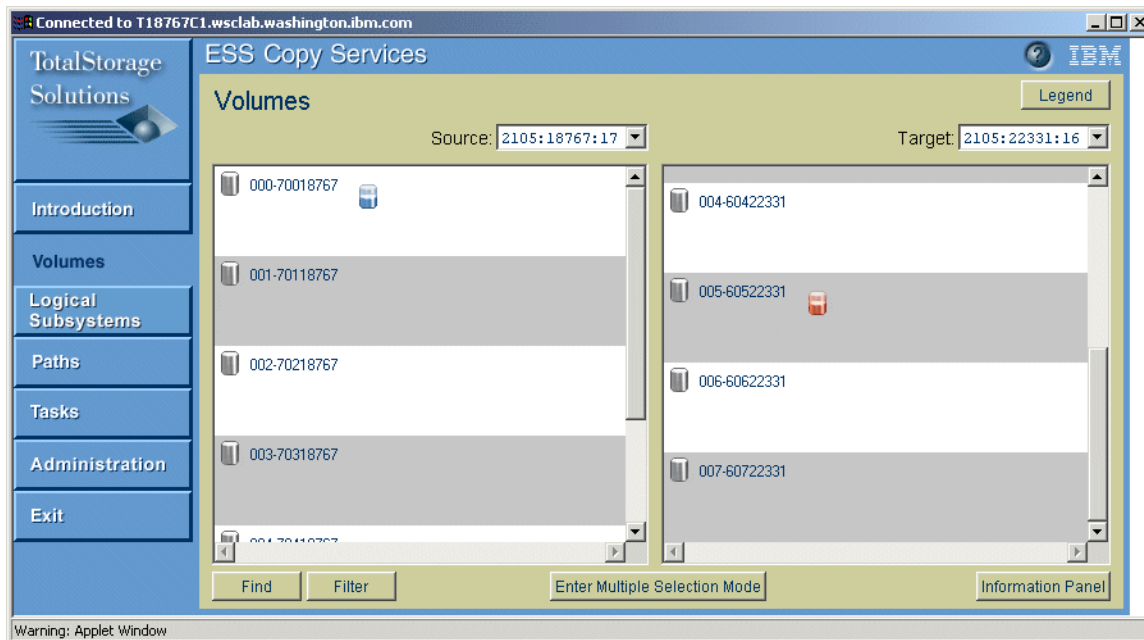 Connected to T18767C1.wsclab.washington.ibm.com
TotalStorage
Solutions
ESS Copy Services
? IBM
Volumes
Legend
Source: 2105:18767:17
Target: 2105:22331:16
Introduction
Volumes
Logical
Subsystems
Paths
Tasks
Administration
Exit
000-70018767
001-70118767
002-70218767
003-70318767
004-70418767
004-60422331
005-60522331
006-60622331
007-60722331
Find
Filter
Enter Multiple Selection Mode
Information Panel
Warning: Applet Window